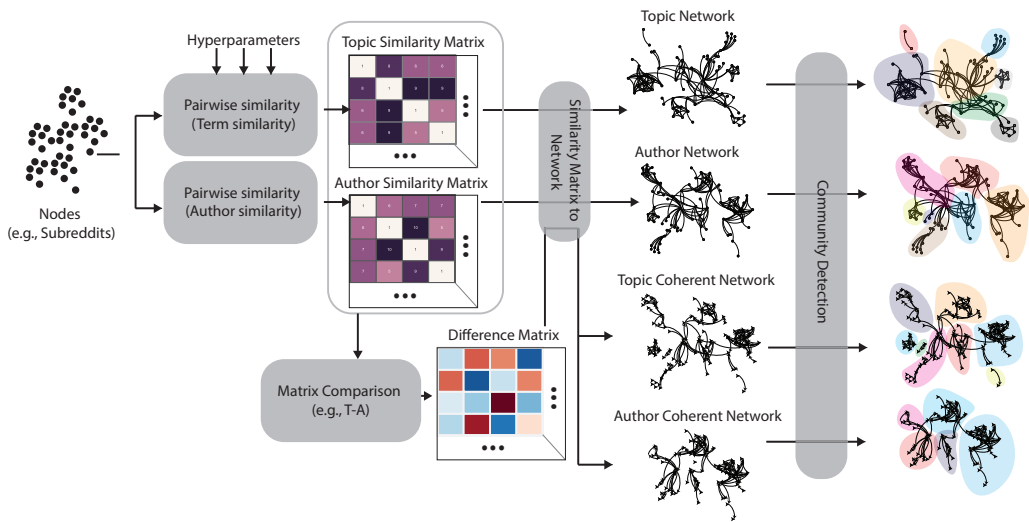 Hyperparameters
Nodes
(e.g., Subreddits)
Pairwise similarity
(Term similarity)
Pairwise similarity
(Author similarity)
Topic Similarity Matrix
Author Similarity Matrix
Matrix Comparison
(e.g., T-A)
Difference Matrix
Similarity Matrix to
Network
Topic Network
Author Network
Topic Coherent Network
Author Coherent Network
Community Detection